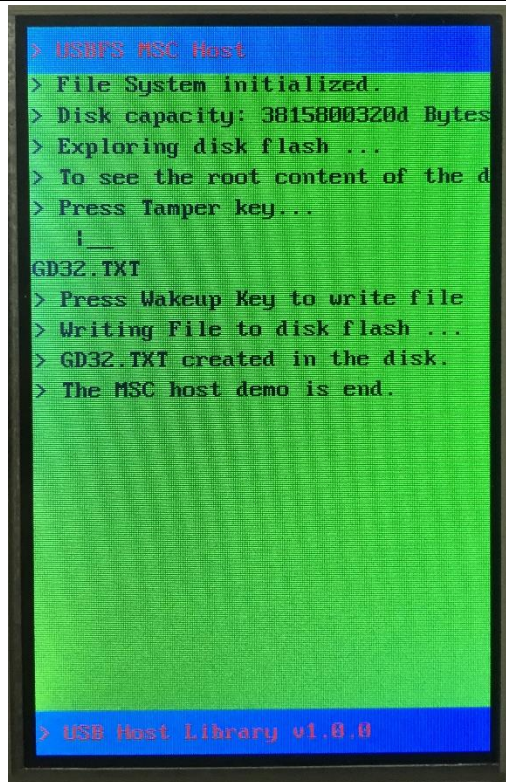 > USBFS MSC Host
> File System initialized.
> Disk capacity: 3815800320d Bytes
> Exploring disk flash ...
> To see the root content of the d
> Press Tamper key...
|__
GD32.TXT
> Press Wakeup Key to write file
> Writing File to disk flash ...
> GD32.TXT created in the disk.
> The MSC host demo is end.
> USB Host Library v1.0.0